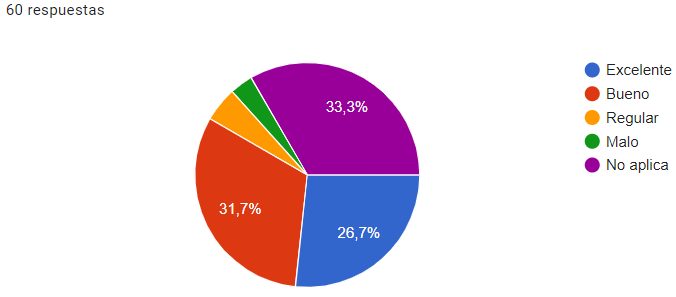 60 respuestas
33,3%
31,7%
26,7%
Excelente
Bueno
Regular
Malo
No aplica